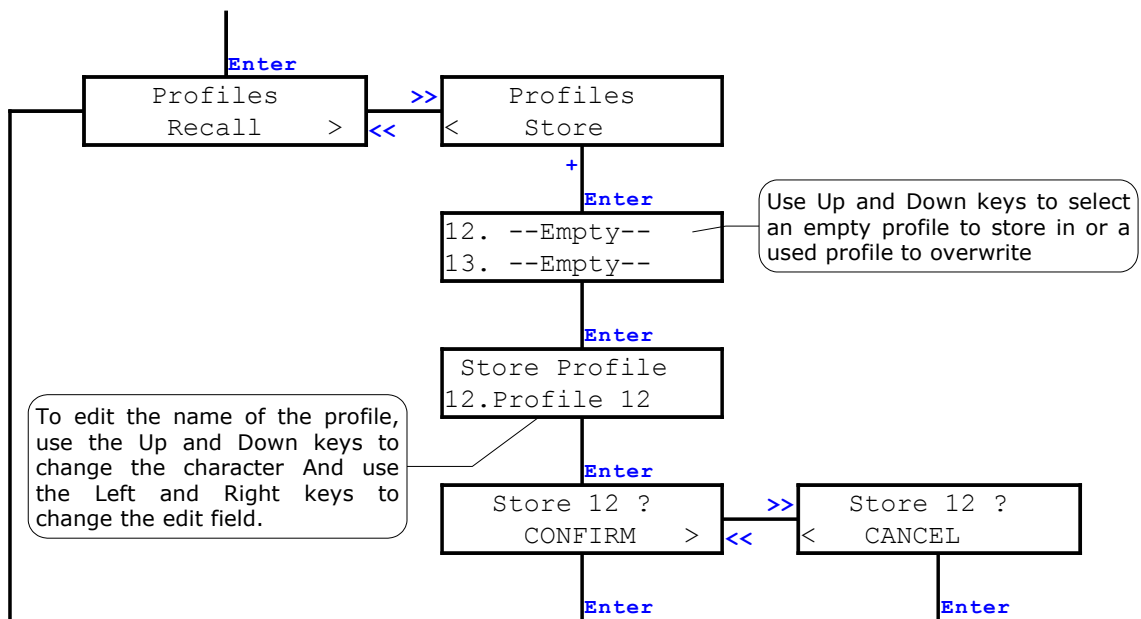 Enter
Profiles
Recall >
>>
<<
Profiles
< Store
+
Enter
12. --Empty--
13. --Empty--
Use Up and Down keys to select
an empty profile to store in or a
used profile to overwrite
Enter
Store Profile
12.Profile 12
To edit the name of the profile,
use the Up and Down keys to
change the character And use
the Left and Right keys to
change the edit field.
Enter
Store 12 ?
CONFIRM >
>>
<<
Store 12 ?
< CANCEL
Enter
Enter